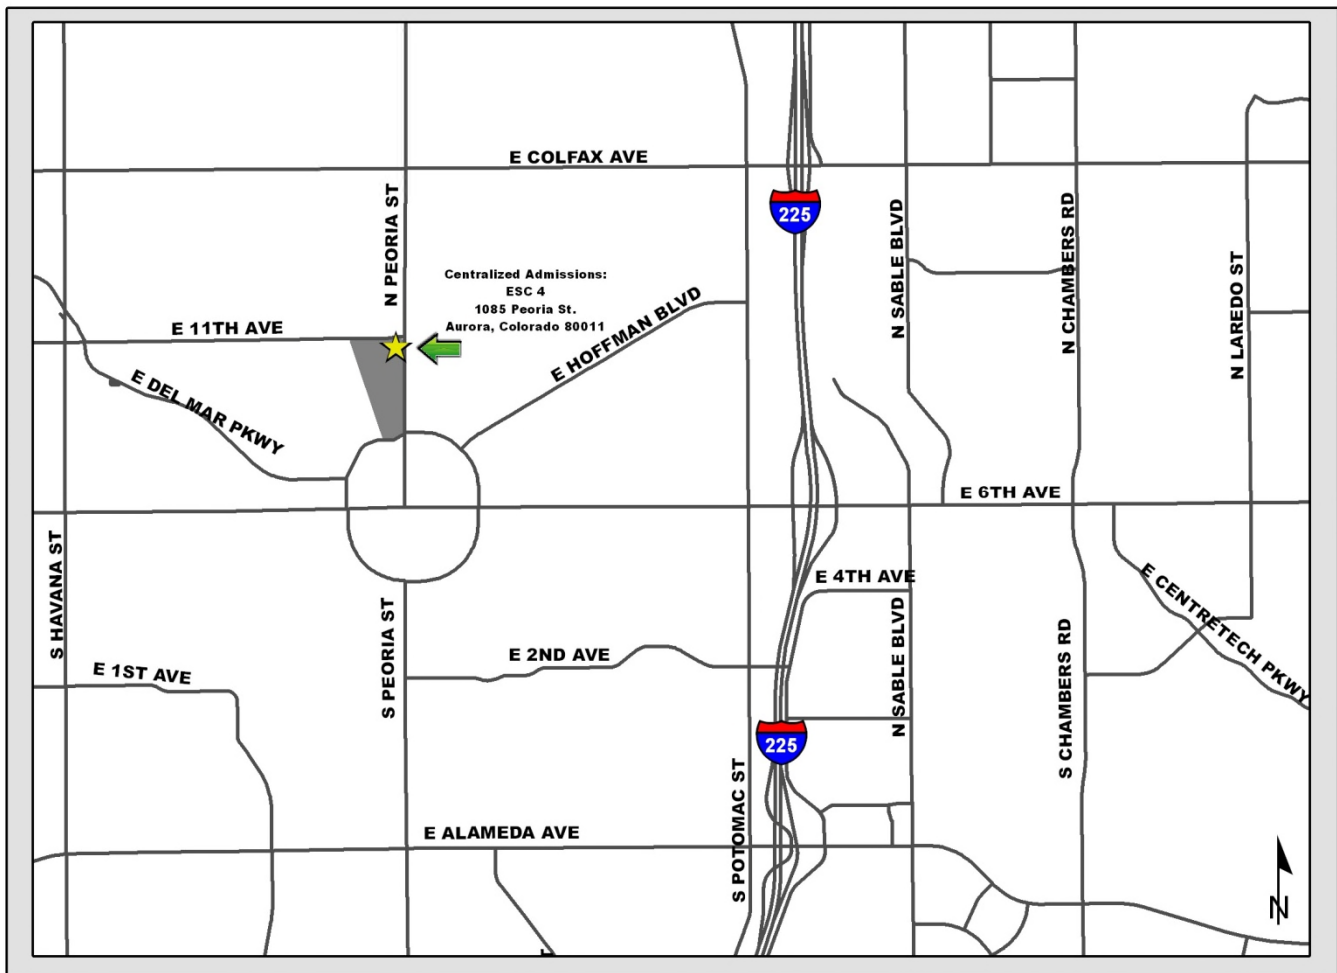 E COLFAX AVE
N PEORIA ST
225
N SABLE BLVD
N CHAMBERS RD
N LAREDO ST
Centralized Admissions:
ESC 4
1085 Peoria St.
Aurora, Colorado 80011
E 11TH AVE
E HOFFMAN BLVD
E DEL MAR PKWY
E 6TH AVE
S HAVANA ST
E 4TH AVE
E CENTRETECH PKWY
S PEORIA ST
E 2ND AVE
N SABLE BLVD
S CHAMBERS RD
E 1ST AVE
225
S POTOMAC ST
E ALAMEDA AVE
N